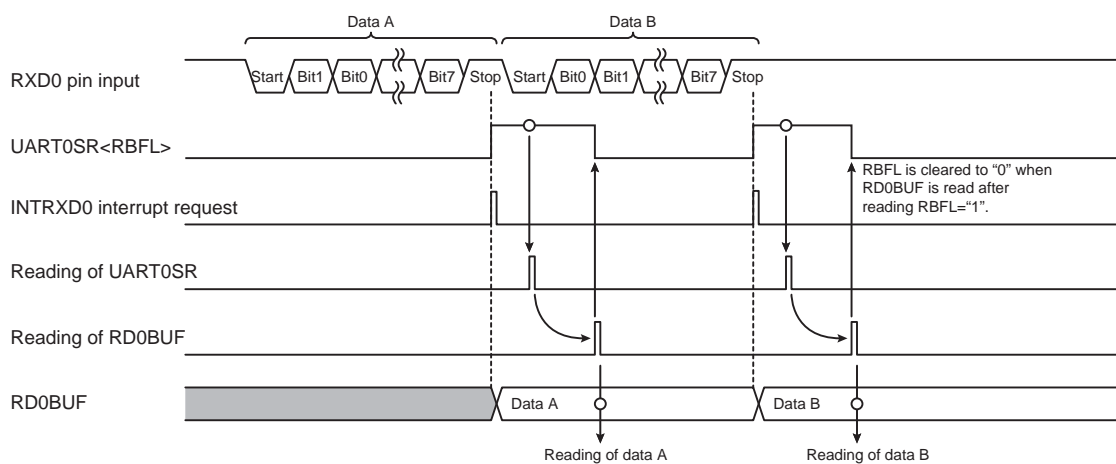 Data A Data B
RXD0 pin input Start Bit1 Bit0 Bit7 Stop Start Bit0 Bit1 Bit7 Stop
UART0SR<RBFL>
RBFL is cleared to “0” when
RD0BUF is read after
reading RBFL=“1”.
INTRXD0 interrupt request
Reading of UART0SR
Reading of RD0BUF
RD0BUF Data A Data B
Reading of data A Reading of data B